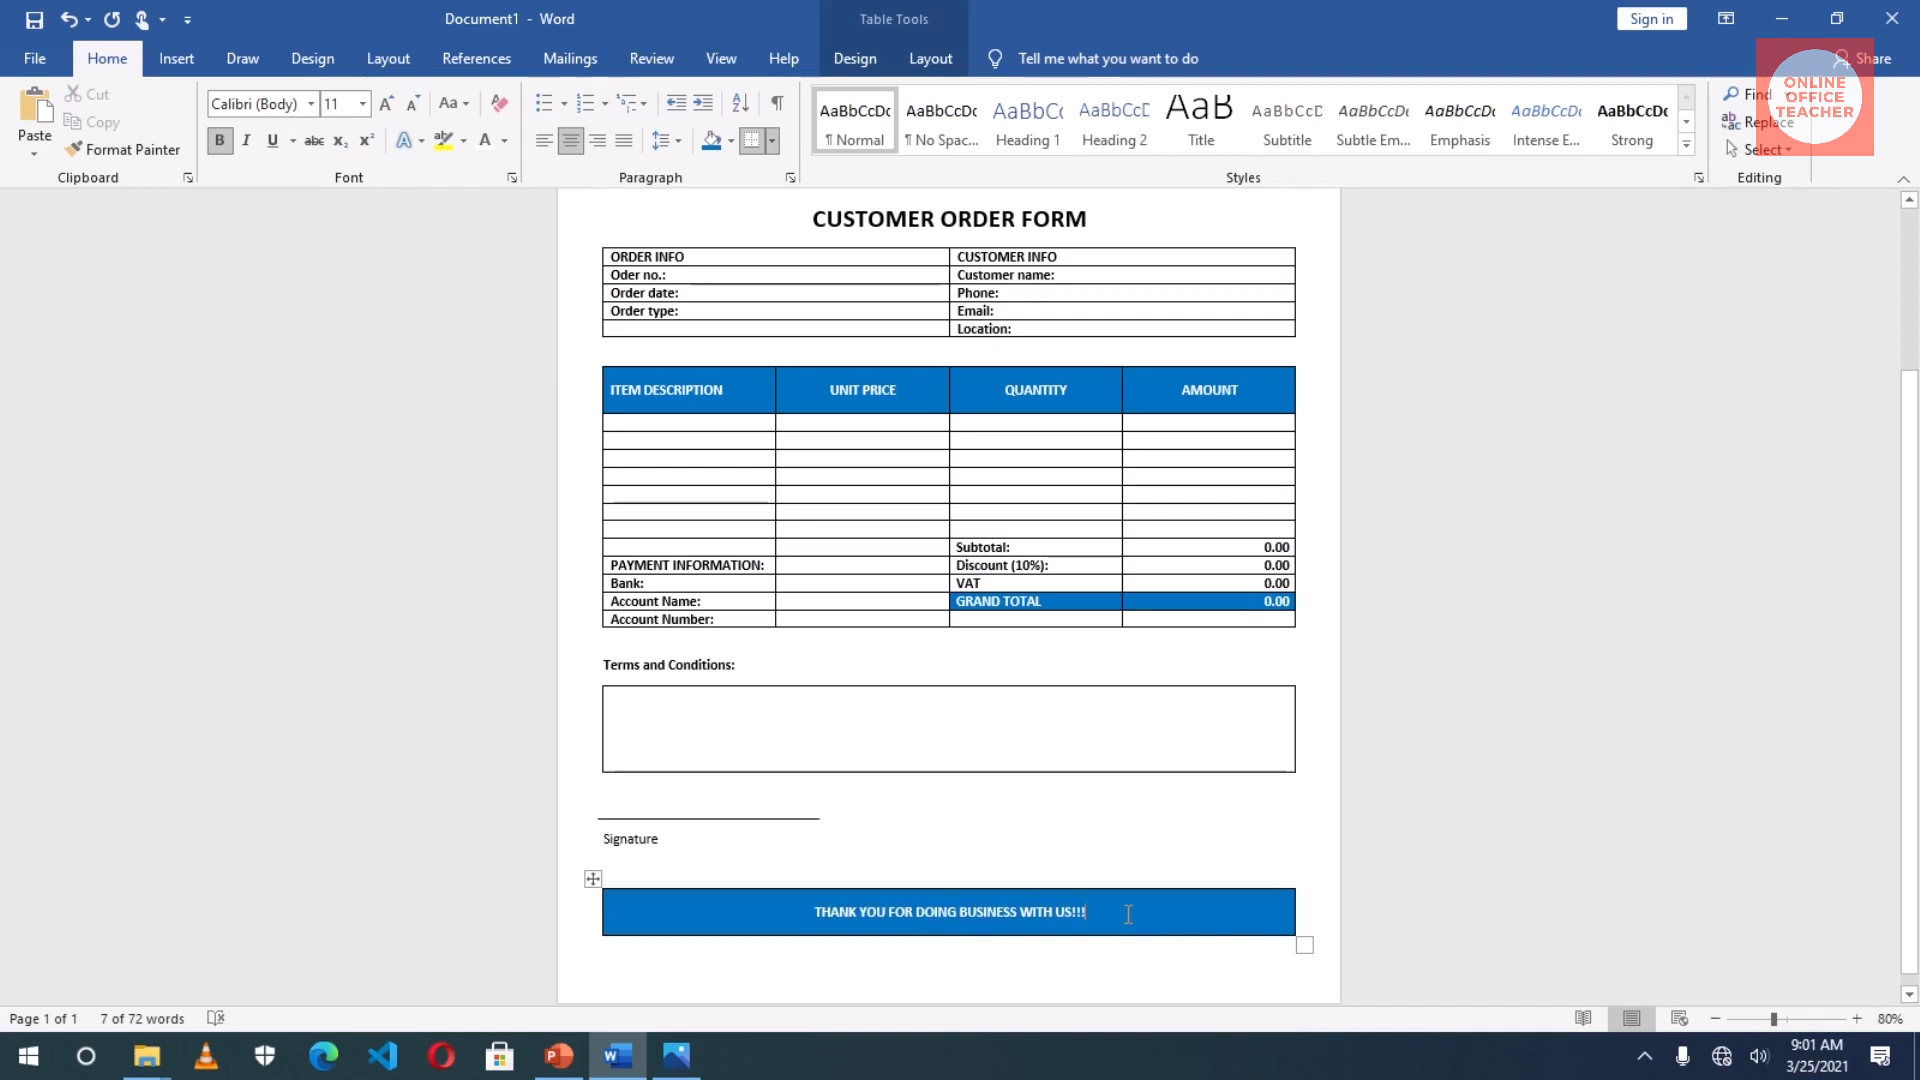 Document1 - Word
Table Tools
Sign in
File Home Insert Draw Design Layout References Mailings Review View Help Design Layout Tell me what you want to do Share
ONLINE
OFFICE
TEACHER
Paste
Cut
Copy
Format Painter
Clipboard
Calibri (Body) 11
Font
Paragraph
AaBbCcDc AaBbCcDc AaBbCc AaBbCcE AaB AaBbCcD AaBbCcDc AaBbCcDc AaBbCcDc AaBbCcDc
¶ Normal ¶ No Spac... Heading 1 Heading 2 Title Subtitle Subtle Em... Emphasis Intense E... Strong
Styles
Find
Replace
Select
Editing
CUSTOMER ORDER FORM
ORDER INFO CUSTOMER INFO
Oder no.: Customer name:
Order date: Phone:
Order type: Email:
Location:
ITEM DESCRIPTION UNIT PRICE QUANTITY AMOUNT
Subtotal: 0.00
PAYMENT INFORMATION: Discount (10%): 0.00
Bank: VAT 0.00
Account Name: GRAND TOTAL 0.00
Account Number:
Terms and Conditions:
Signature
THANK YOU FOR DOING BUSINESS WITH US!!!
Page 1 of 1 7 of 72 words 80%
9:01 AM
3/25/2021